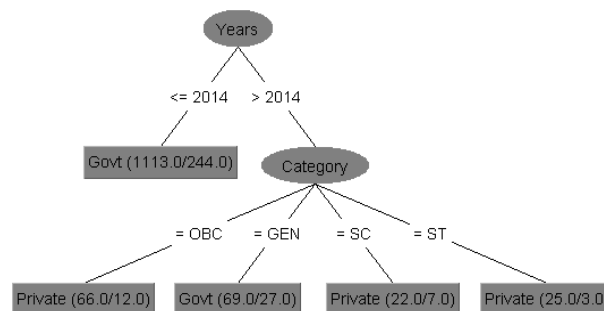 Years
<= 2014 > 2014
Govt (1113.0/244.0)
Category
= OBC = GEN = SC = ST
Private (66.0/12.0) Govt (69.0/27.0) Private (22.0/7.0) Private (25.0/3.0